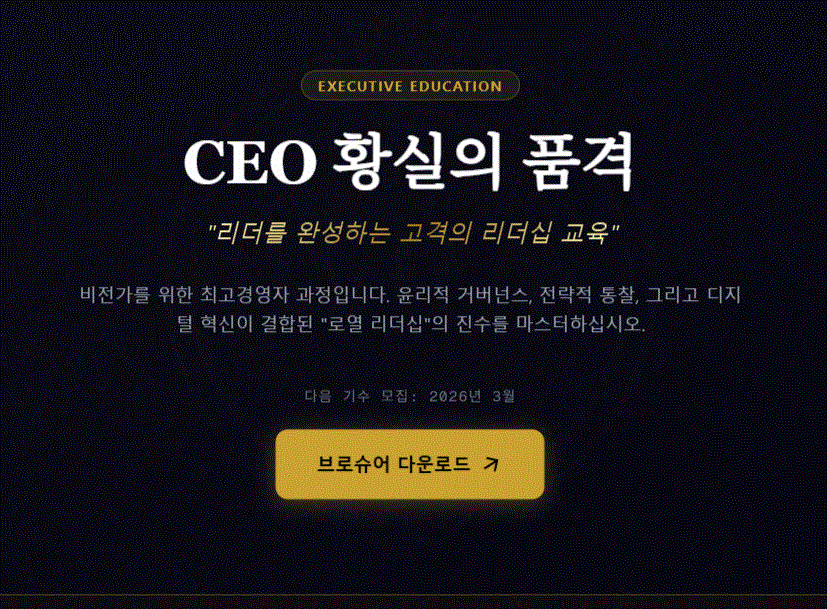 EXECUTIVE EDUCATION
CEO 황실의 품격
"리더를 완성하는 고격의 리더십 교육"
비전가를 위한 최고경영자 과정입니다. 윤리적 거버넌스, 전략적 통찰, 그리고 디지
털 혁신이 결합된 "로열 리더십"의 진수를 마스터하십시오.
다음 기수 모집: 2026년 3월
브로슈어 다운로드 ↗